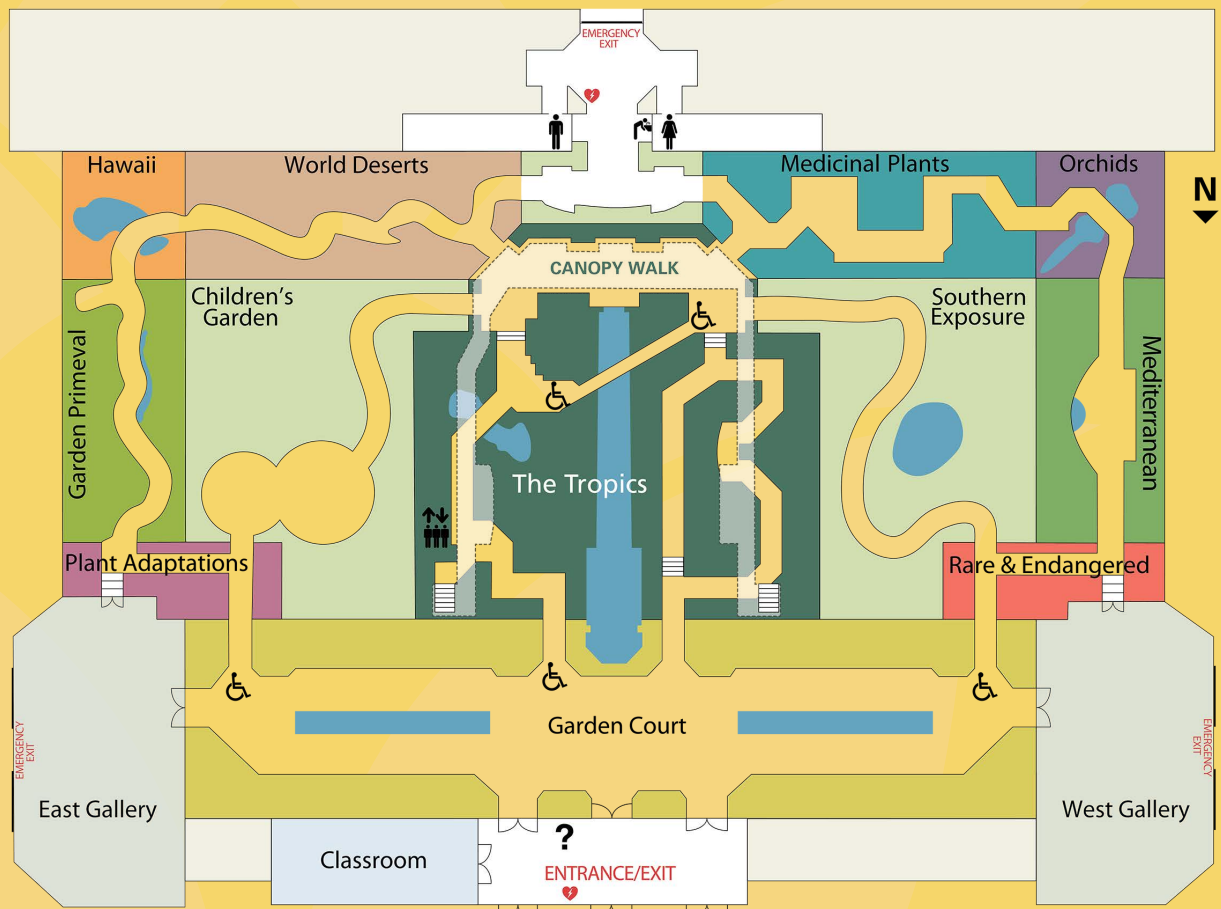 EMERGENCY
EXIT
Hawaii
World Deserts
Medicinal Plants
Orchids
N
CANOPY WALK
Children's
Garden
Southern
Exposure
Garden Primeval
Mediterranean
The Tropics
Plant Adaptations
Rare & Endangered
EMERGENCY
EXIT
Garden Court
EMERGENCY
EXIT
East Gallery
West Gallery
?
Classroom
ENTRANCE/EXIT